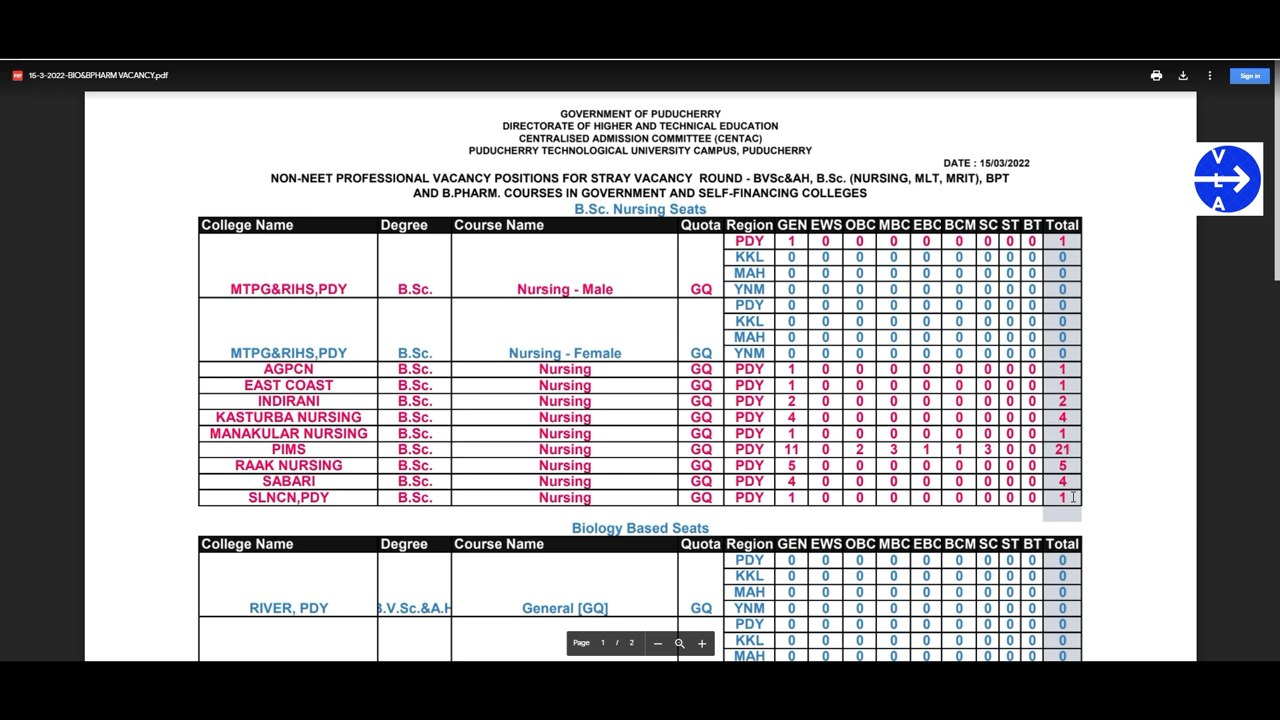 15-3-2022-BIO&BPHARM VACANCY.pdf
Sign in
GOVERNMENT OF PUDUCHERRY
DIRECTORATE OF HIGHER AND TECHNICAL EDUCATION
CENTRALISED ADMISSION COMMITTEE (CENTAC)
PUDUCHERRY TECHNOLOGICAL UNIVERSITY CAMPUS, PUDUCHERRY
DATE : 15/03/2022
NON-NEET PROFESSIONAL VACANCY POSITIONS FOR STRAY VACANCY ROUND - BVSc&AH, B.Sc. (NURSING, MLT, MRIT), BPT
AND B.PHARM. COURSES IN GOVERNMENT AND SELF-FINANCING COLLEGES
V
L
A
B.Sc. Nursing Seats
College Name Degree Course Name Quota Region GEN EWS OBC MBC EBC BCM SC ST BT Total
PDY 1 0 0 0 0 0 0 0 0 1
KKL 0 0 0 0 0 0 0 0 0 0
MAH 0 0 0 0 0 0 0 0 0 0
MTPG&RIHS,PDY B.Sc. Nursing - Male GQ YNM 0 0 0 0 0 0 0 0 0 0
PDY 0 0 0 0 0 0 0 0 0 0
KKL 0 0 0 0 0 0 0 0 0 0
MAH 0 0 0 0 0 0 0 0 0 0
MTPG&RIHS,PDY B.Sc. Nursing - Female GQ YNM 0 0 0 0 0 0 0 0 0 0
AGPCN B.Sc. Nursing GQ PDY 1 0 0 0 0 0 0 0 0 1
EAST COAST B.Sc. Nursing GQ PDY 1 0 0 0 0 0 0 0 0 1
INDIRANI B.Sc. Nursing GQ PDY 2 0 0 0 0 0 0 0 0 2
KASTURBA NURSING B.Sc. Nursing GQ PDY 4 0 0 0 0 0 0 0 0 4
MANAKULAR NURSING B.Sc. Nursing GQ PDY 1 0 0 0 0 0 0 0 0 1
PIMS B.Sc. Nursing GQ PDY 11 0 2 3 1 1 3 0 0 21
RAAK NURSING B.Sc. Nursing GQ PDY 5 0 0 0 0 0 0 0 0 5
SABARI B.Sc. Nursing GQ PDY 4 0 0 0 0 0 0 0 0 4
SLNCN,PDY B.Sc. Nursing GQ PDY 1 0 0 0 0 0 0 0 0 1
Biology Based Seats
College Name Degree Course Name Quota Region GEN EWS OBC MBC EBC BCM SC ST BT Total
PDY 0 0 0 0 0 0 0 0 0 0
KKL 0 0 0 0 0 0 0 0 0 0
MAH 0 0 0 0 0 0 0 0 0 0
RIVER, PDY B.V.Sc.&A.H General [GQ] GQ YNM 0 0 0 0 0 0 0 0 0 0
PDY 0 0 0 0 0 0 0 0 0 0
KKL 0 0 0 0 0 0 0 0 0 0
MAH 0 0 0 0 0 0 0 0 0 0
Page 1 / 2